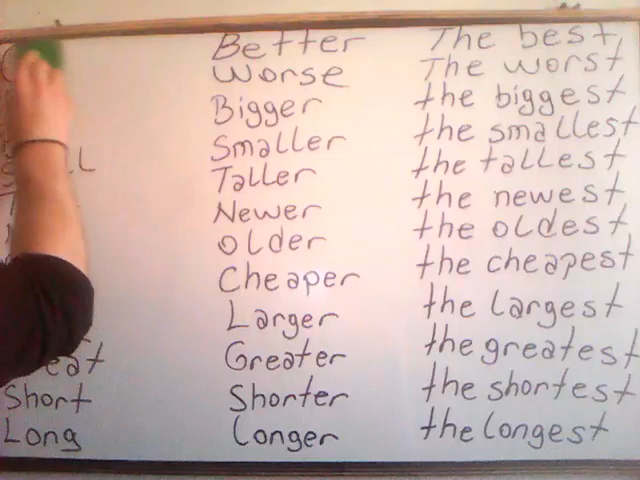 Better The best
Worse The worst
Bigger the biggest
Smaller the smallest
Taller the tallest
Newer the newest
Older the oldest
Cheaper the cheapest
Larger the largest
Greater the greatest
Short Shorter the shortest
Long Longer the longest